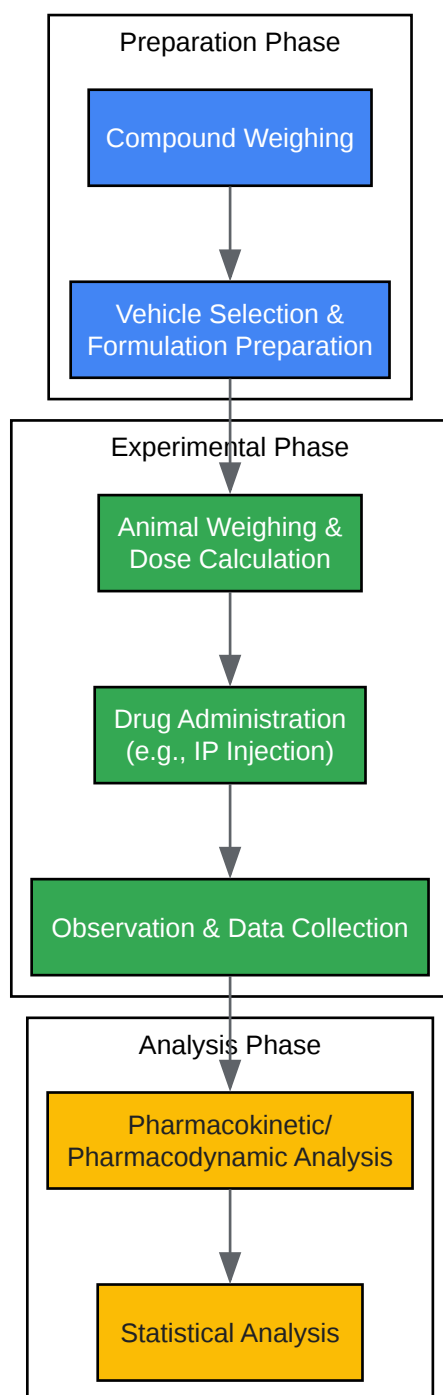 Preparation Phase
Compound Weighing
Vehicle Selection &
Formulation Preparation
Experimental Phase
Animal Weighing &
Dose Calculation
Drug Administration
(e.g., IP Injection)
Observation & Data Collection
Analysis Phase
Pharmacokinetic/
Pharmacodynamic Analysis
Statistical Analysis